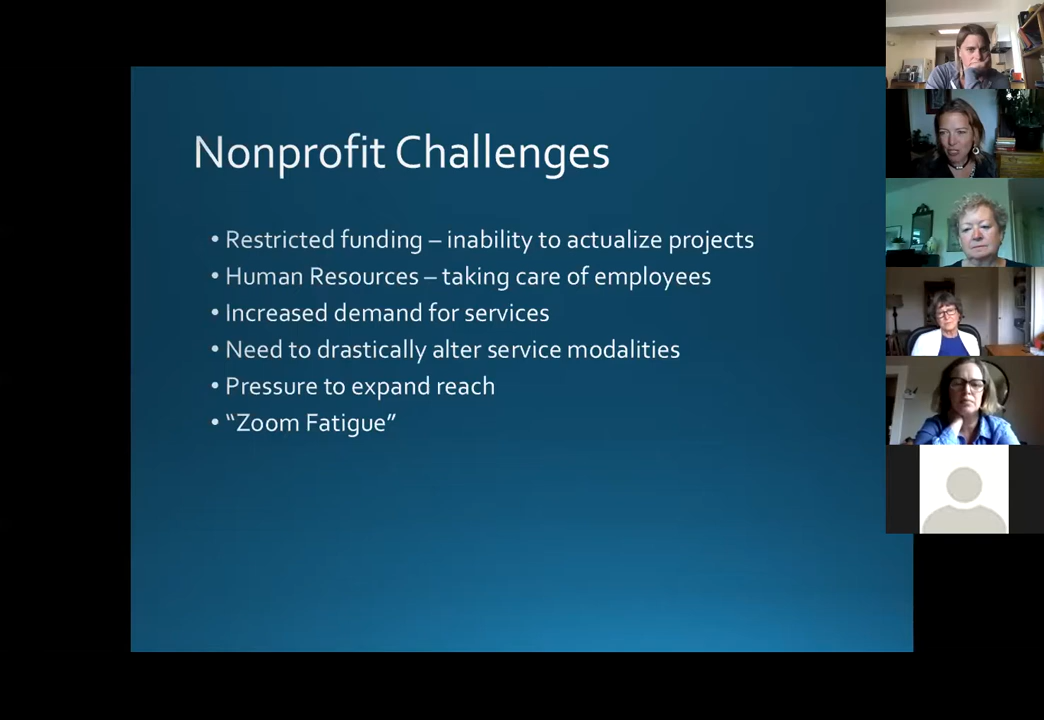 Nonprofit Challenges
• Restricted funding – inability to actualize projects
• Human Resources – taking care of employees
• Increased demand for services
• Need to drastically alter service modalities
• Pressure to expand reach
• “Zoom Fatigue”